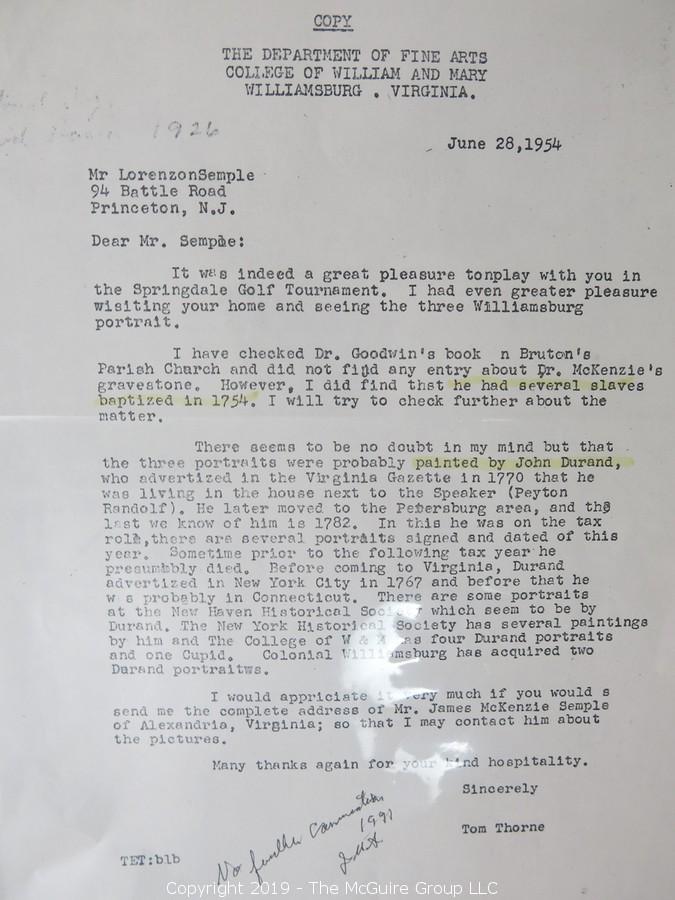 COPY
THE DEPARTMENT OF FINE ARTS
COLLEGE OF WILLIAM AND MARY
WILLIAMSBURG . VIRGINIA.
1926
June 28,1954
Mr LorenzonSemple
94 Battle Road
Princeton, N.J.
Dear Mr. Semple:
It was indeed a great pleasure tonplay with you in
the Springdale Golf Tournament. I had even greater pleasure
wisiting your home and seeing the three Williamsburg
portrait.
I have checked Dr. Goodwin's book n Bruton's
Parish Church and did not find any entry about Dr. McKenzie's
gravestone. However, I did find that he had several slaves
baptized in 1754. I will try to check further about the
matter.
There seems to be no doubt in my mind but that
the three portraits were probably painted by John Durand,
who advertized in the Virginia Gazette in 1770 that he
was living in the house next to the Speaker (Peyton
Randolf). He later moved to the Petersburg area, and the
last we know of him is 1782. In this he was on the tax
role,there are several portraits signed and dated of this
year. Sometime prior to the following tax year he
presumably died. Before coming to Virginia, Durand
advertized in New York City in 1767 and before that he
w s probably in Connecticut. There are some portraits
at the New Haven Historical Society which seem to be by
Durand. The New York Historical Society has several paintings
by him and The College of W & M has four Durand portraits
and one Cupid. Colonial Williamsburg has acquired two
Durand portraitws.
I would appriciate it very much if you would s
send me the complete address of Mr. James McKenzie Semple
of Alexandria, Virginia; so that I may contact him about
the pictures.
Many thanks again for your kind hospitality.
Sincerely
Tom Thorne
No further
1991
TET:blb
Copyright 2019 - The McGuire Group LLC